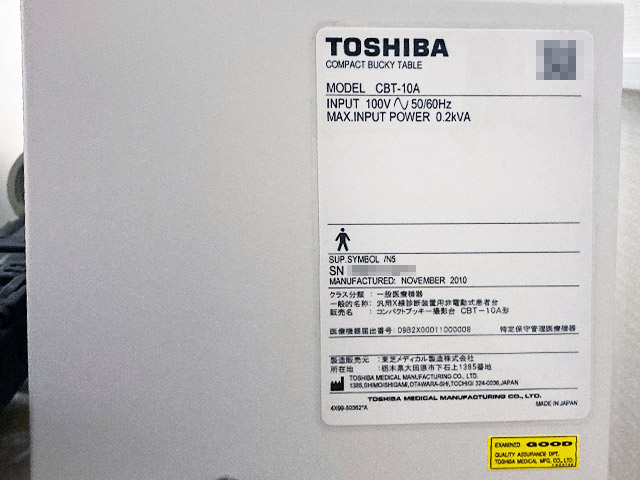 TOSHIBA
COMPACT BUCKY TABLE
MODEL CBT-10A
INPUT 100V 50/60Hz
MAX.INPUT POWER 0.2kVA
SUP.SYMBOL /N5
SN
MANUFACTURED: NOVEMBER 2010
クラス分類 : 一般医療機器
一般的名称: 汎用X線診断装置用非電動式患者台
販売名 : コンパクトブッキー撮影台 CBT-10A形
医療機器届出番号: 09B2X00011000008 特定保守管理医療機器
製造販売元 : 東芝メディカル製造株式会社
所在地 : 栃木県大田原市下石上1385番地
TOSHIBA MEDICAL MANUFACTURING CO., LTD.
1385,SHIMOISHIGAMI,OTAWARA-SHI,TOCHIGI 324-0036,JAPAN
TOSHIBA MEDICAL MANUFACTURING CO., LTD.
4X99-50362*A MADE IN JAPAN
EXAMINED GOOD
QUALITY ASSURANCE DPT.
TOSHIBA MEDICAL MFG. CO., LTD.